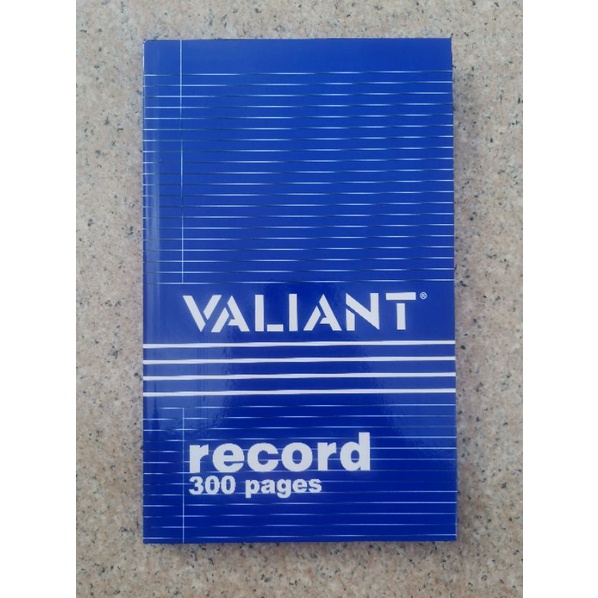 VALIANT®
record
300 pages